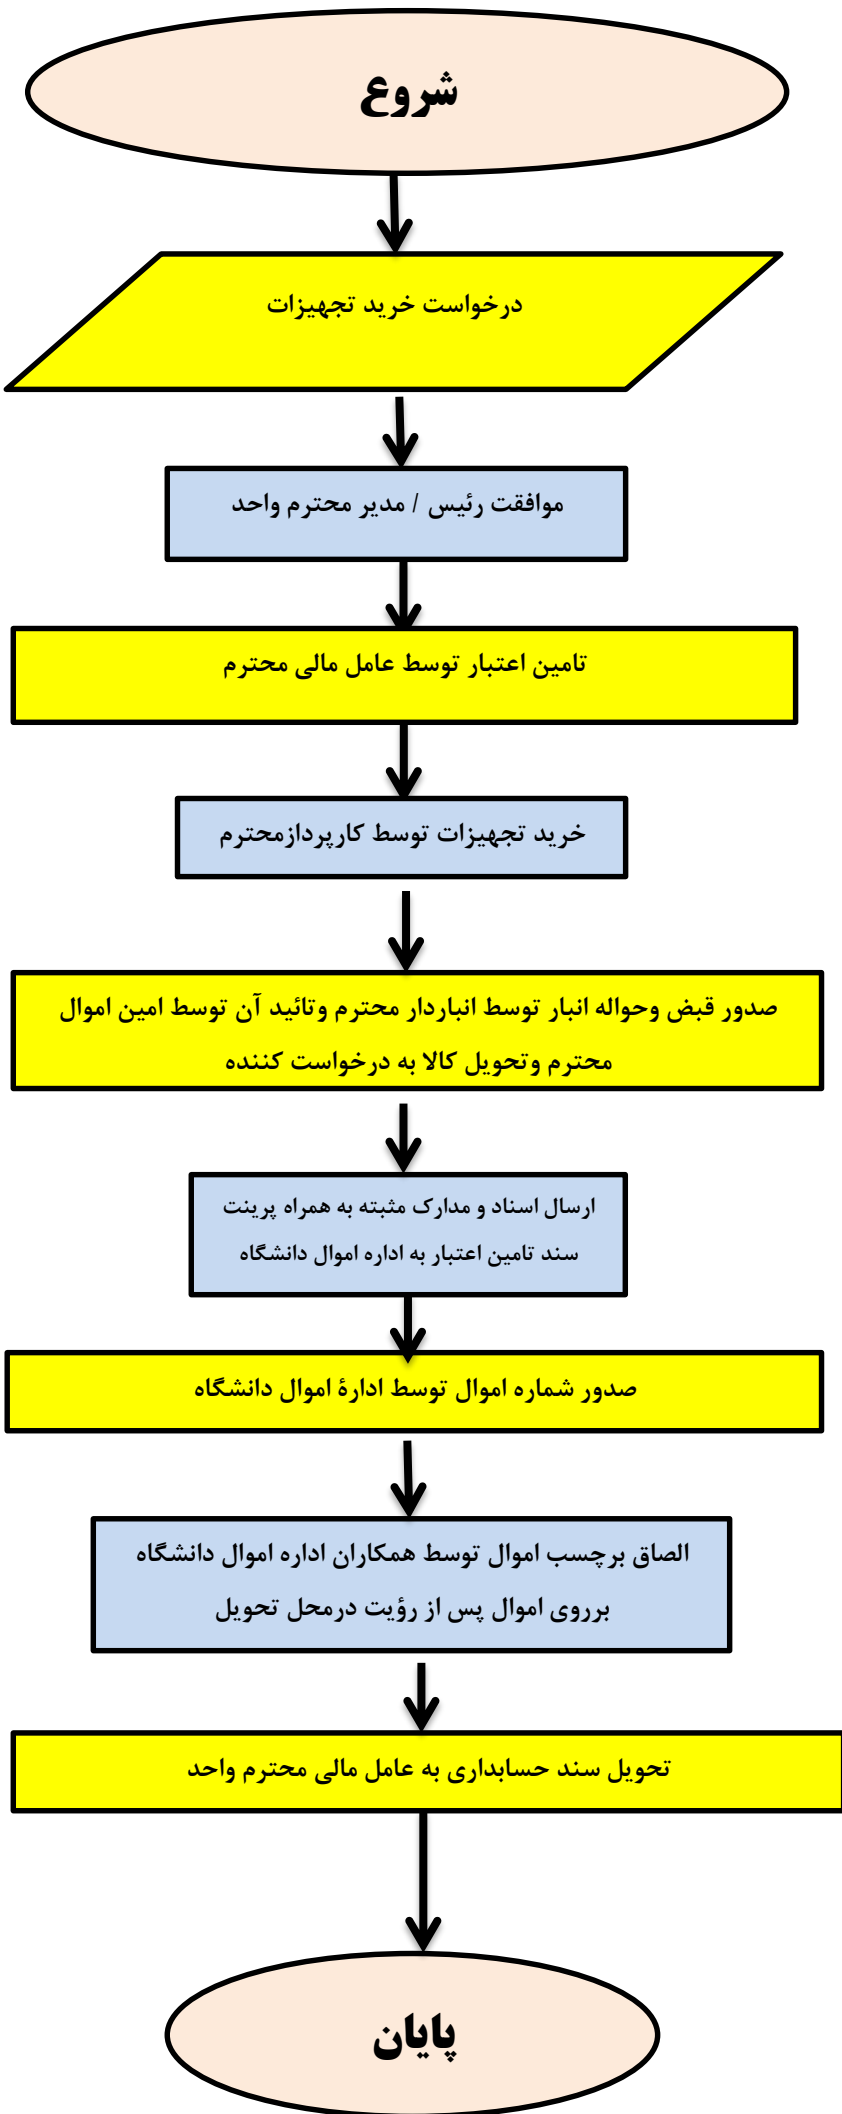 شروع
درخواست خرید تجهیزات
موافقت رئیس / مدیر محترم واحد
تامین اعتبار توسط عامل مالی محترم
خرید تجهیزات توسط کارپردازمحترم
صدور قبض وحواله انبار توسط انباردار محترم وتائید آن توسط امین اموال
محترم وتحویل کالا به درخواست کننده
ارسال اسناد و مدارک مثبته به همراه پرینت
سند تامین اعتبار به اداره اموال دانشگاه
صدور شماره اموال توسط ادارۀ اموال دانشگاه
الصاق برچسب اموال توسط همکاران اداره اموال دانشگاه
برروی اموال پس از رؤیت درمحل تحویل
تحویل سند حسابداری به عامل مالی محترم واحد
پایان